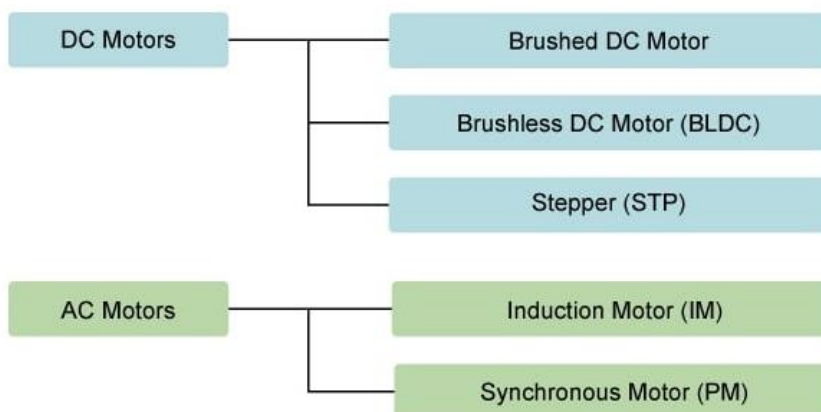 DC Motors
Brushed DC Motor
Brushless DC Motor (BLDC)
Stepper (STP)
AC Motors
Induction Motor (IM)
Synchronous Motor (PM)